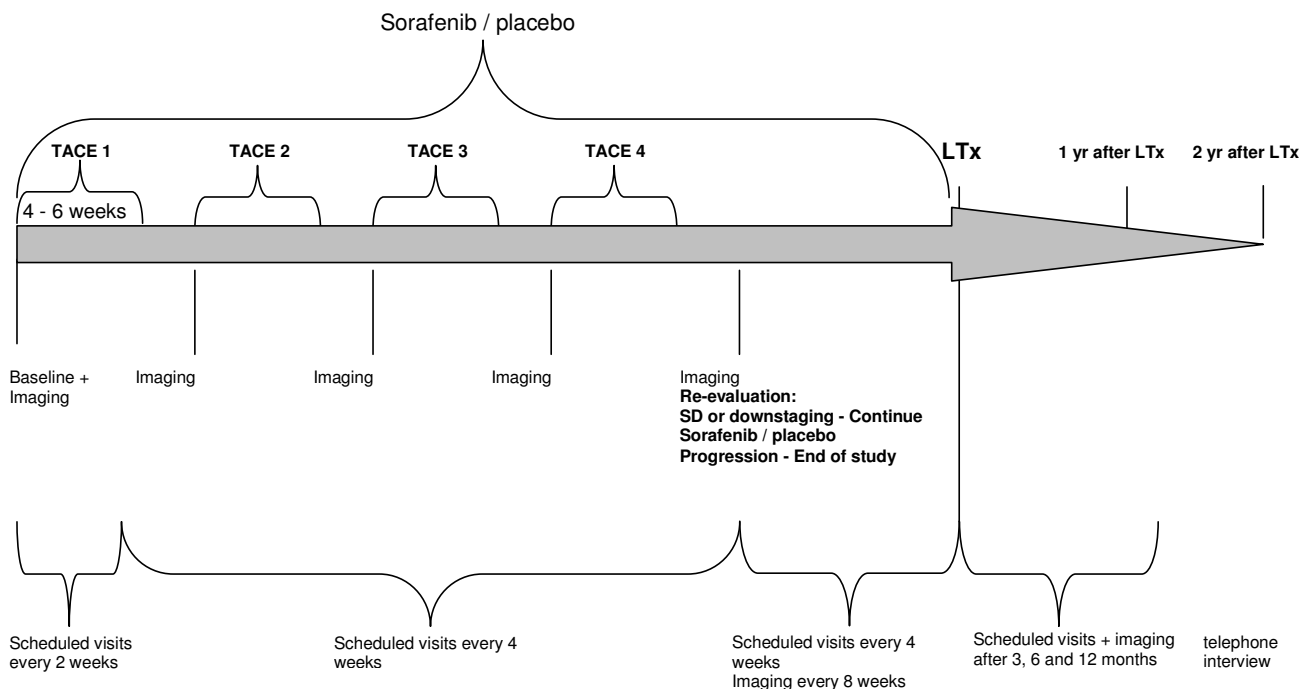 Sorafenib / placebo
TACE 1
TACE 2
TACE 3
TACE 4
LTx
1 yr after LTx
2 yr after LTx
4 - 6 weeks
Baseline +
Imaging
Imaging
Imaging
Imaging
Imaging
Re-evaluation:
SD or downstaging - Continue
Sorafenib / placebo
Progression - End of study
Scheduled visits
every 2 weeks
Scheduled visits every 4
weeks
Scheduled visits every 4
weeks
Imaging every 8 weeks
Scheduled visits + imaging
after 3, 6 and 12 months
telephone
interview